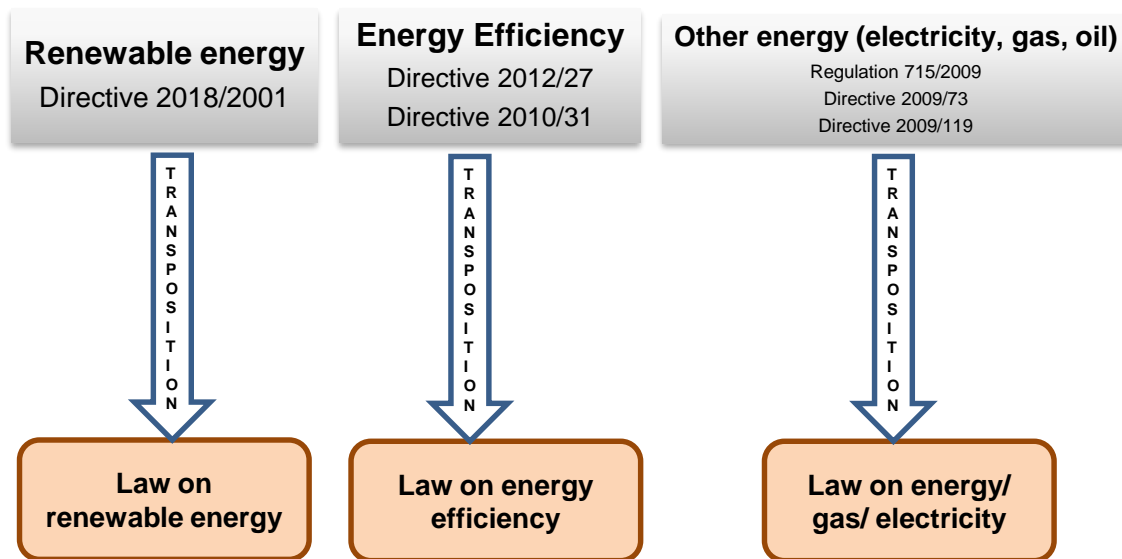 Renewable energy
Directive 2018/2001
Energy Efficiency
Directive 2012/27
Directive 2010/31
Other energy (electricity, gas, oil)
Regulation 715/2009
Directive 2009/73
Directive 2009/119
TRANSPOSITION
TRANSPOSITION
TRANSPOSITION
Law on
renewable energy
Law on energy
efficiency
Law on energy/
gas/ electricity